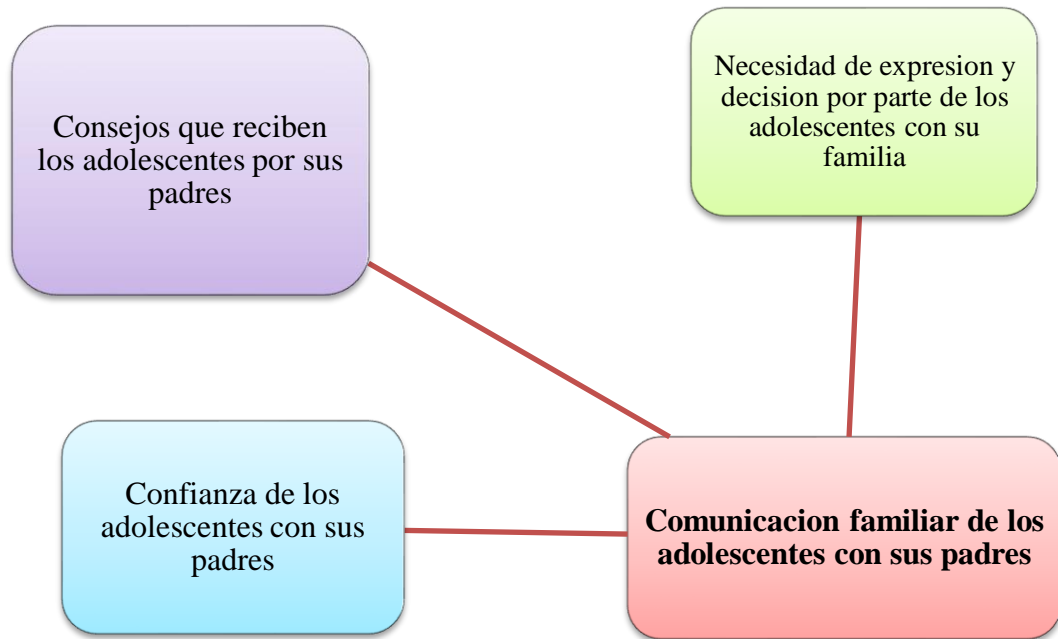 Consejos que reciben
los adolescentes por sus
padres
Necesidad de expresion y
decision por parte de los
adolescentes con su
familia
Confianza de los
adolescentes con sus
padres
Comunicacion familiar de los
adolescentes con sus padres